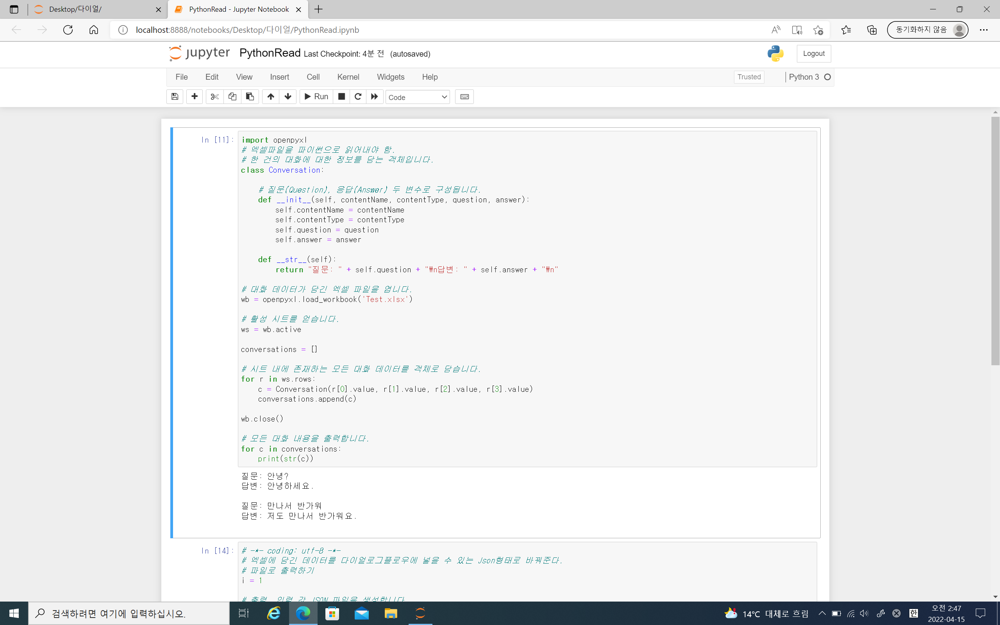 Desktop/다이얼/
PythonRead - Jupyter Notebook
localhost:8888/notebooks/Desktop/다이얼/PythonRead.ipynb
동기화하지 않음
jupyter PythonRead Last Checkpoint: 4분 전 (autosaved)
Logout
File Edit View Insert Cell Kernel Widgets Help
Trusted
Python 3
Run
Code
In [11]:
import openpyxl
# 엑셀파일을 파이썬으로 읽어내야 함.
# 한 건의 대화에 대한 정보를 담는 객체입니다.
class Conversation:
# 질문(Question), 응답(Answer) 두 변수로 구성됩니다.
def __init__(self, contentName, contentType, question, answer):
self.contentName = contentName
self.contentType = contentType
self.question = question
self.answer = answer
def __str__(self):
return "질문: " + self.question + "₩n답변: " + self.answer + "₩n"
# 대화 데이터가 담긴 엑셀 파일을 엽니다.
wb = openpyxl.load_workbook('Test.xlsx')
# 활성 시트를 얻습니다.
ws = wb.active
conversations = []
# 시트 내에 존재하는 모든 대화 데이터를 객체로 담습니다.
for r in ws.rows:
c = Conversation(r[0].value, r[1].value, r[2].value, r[3].value)
conversations.append(c)
wb.close()
# 모든 대화 내용을 출력합니다.
for c in conversations:
print(str(c))
질문: 안녕?
답변: 안녕하세요.
질문: 만나서 반가워
답변: 저도 만나서 반가워요.
In [14]:
# -*- coding: utf-8 -*-
# 엑셀에 담긴 데이터를 다이얼로그플로우에 넣을 수 있는 Json형태로 바꿔준다.
# 파일로 출력하기
i = 1
# 출력, 입력 값 JSON 파일을 생성합니다.
검색하려면 여기에 입력하십시오.
14°C 대체로 흐림
한
오전 2:47
2022-04-15